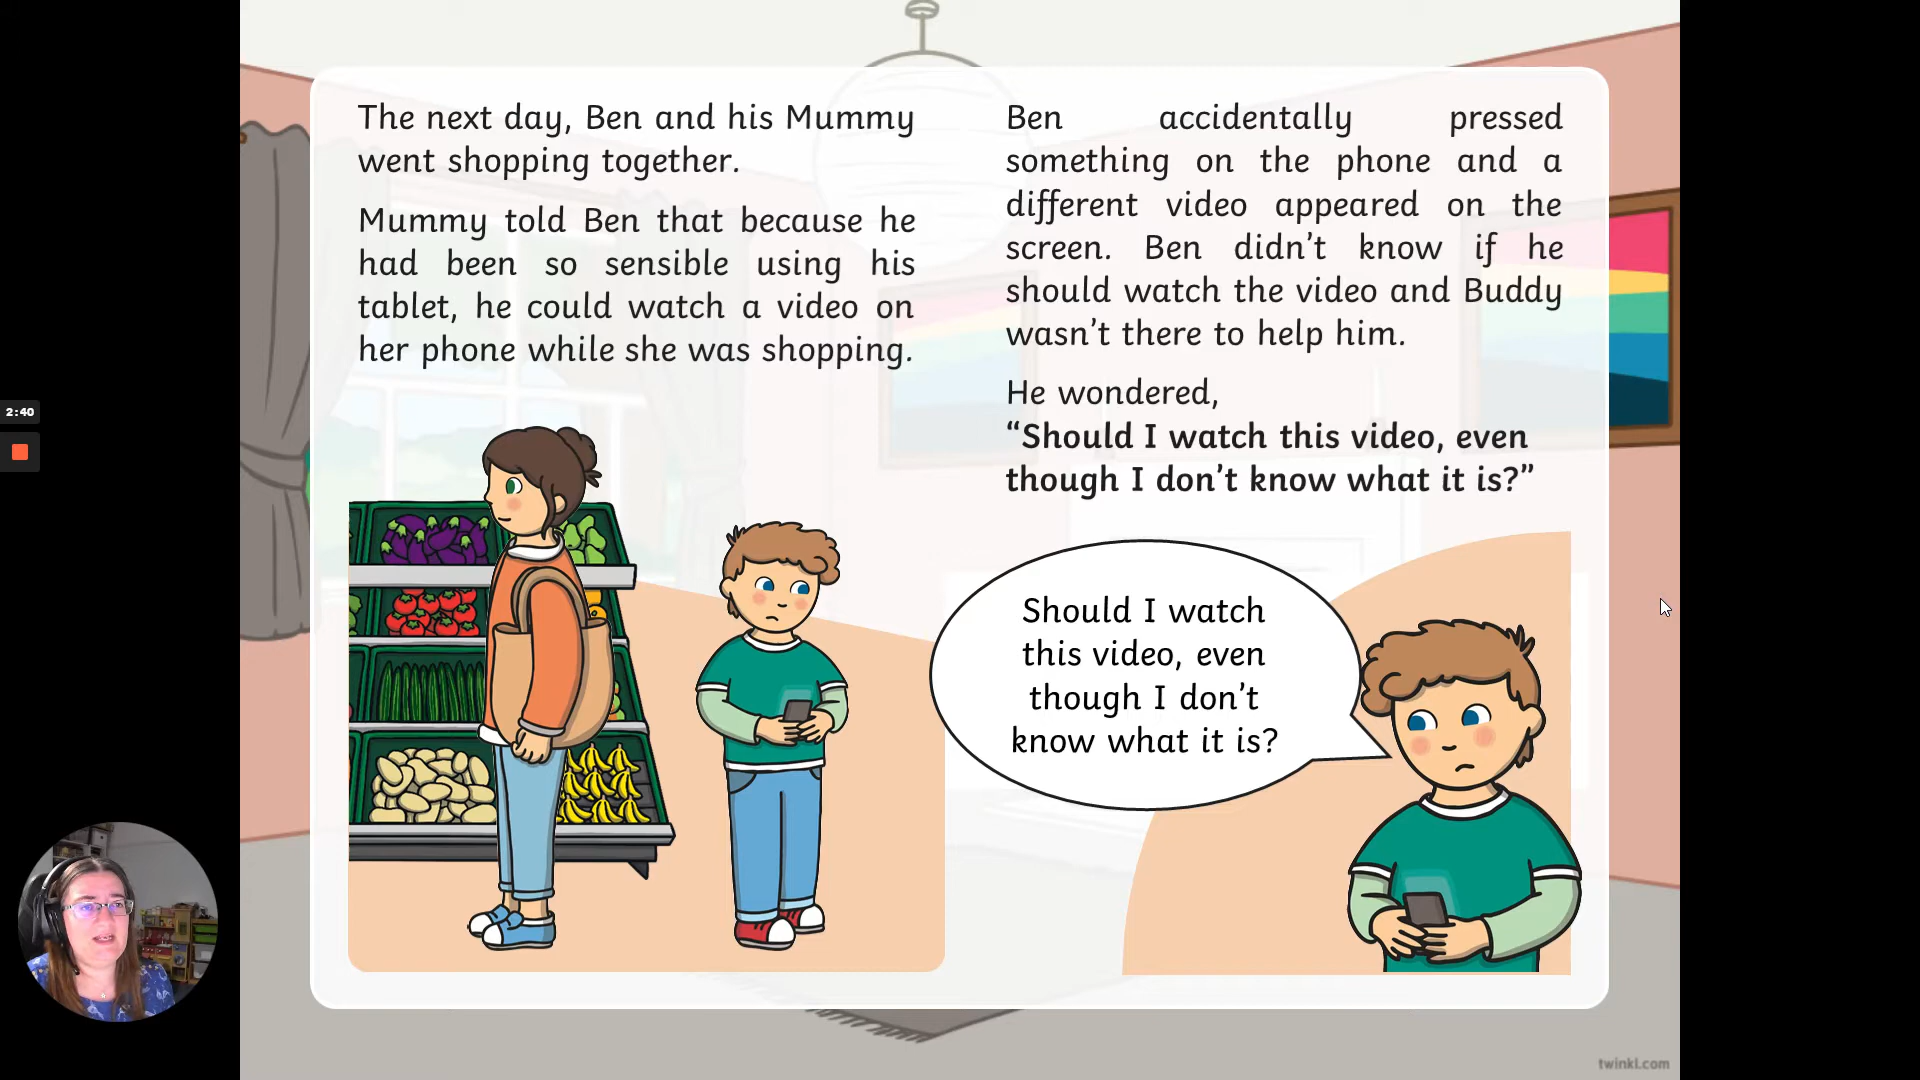 The next day, Ben and his Mummy
went shopping together.
Mummy told Ben that because he
had been so sensible using his
tablet, he could watch a video on
her phone while she was shopping.
Ben accidentally pressed
something on the phone and a
different video appeared on the
screen. Ben didn’t know if he
should watch the video and Buddy
wasn’t there to help him.
He wondered,
“Should I watch this video, even
though I don’t know what it is?”
Should I watch
this video, even
though I don’t
know what it is?
2:40
twinkl.com